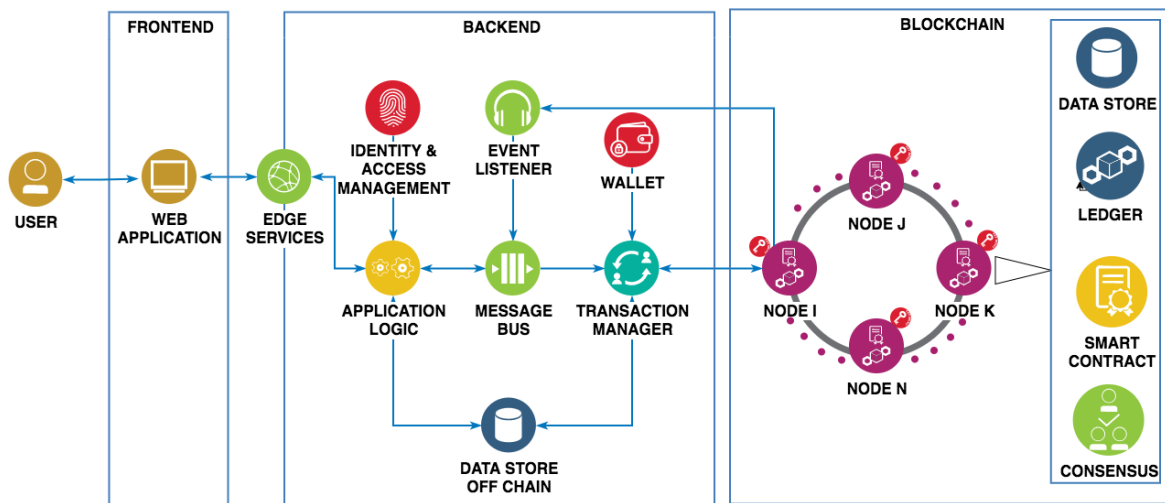 FRONTEND
BACKEND
BLOCKCHAIN
USER
WEB
APPLICATION
EDGE
SERVICES
IDENTITY &
ACCESS
MANAGEMENT
EVENT
LISTENER
WALLET
APPLICATION
LOGIC
MESSAGE
BUS
TRANSACTION
MANAGER
DATA STORE
OFF CHAIN
NODE J
NODE I
NODE K
NODE N
DATA STORE
LEDGER
SMART
CONTRACT
CONSENSUS